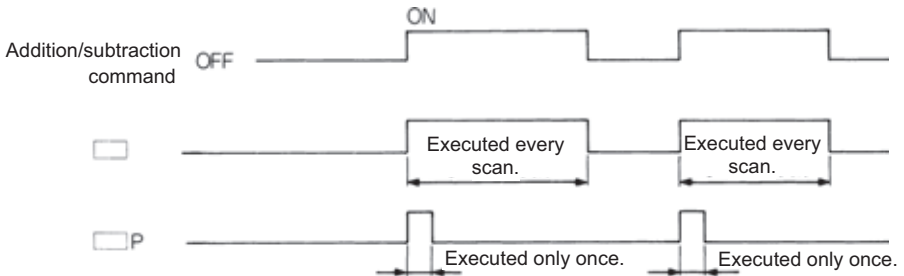 ON
Addition/subtraction
command
OFF
Executed every
scan.
Executed every
scan.
P
Executed only once.
Executed only once.